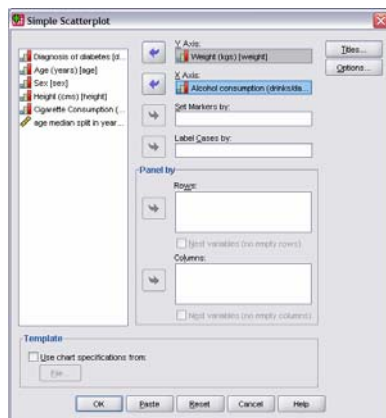 Simple Scatterplot
Diagnosis of diabetes [d...
Age (years) [age]
Sex [sex]
Height (cms) [height]
Cigarette Consumption (...
age median split in year...
Y Axis:
Weight (kgs) [weight]
X Axis:
Alcohol consumption (drinks/da...
Set Markers by:
Label Cases by:
Titles...
Options...
Panel by
Rows:
Nest variables (no empty rows)
Columns:
Nest variables (no empty columns)
Template
Use chart specifications from:
File...
OK
Paste
Reset
Cancel
Help